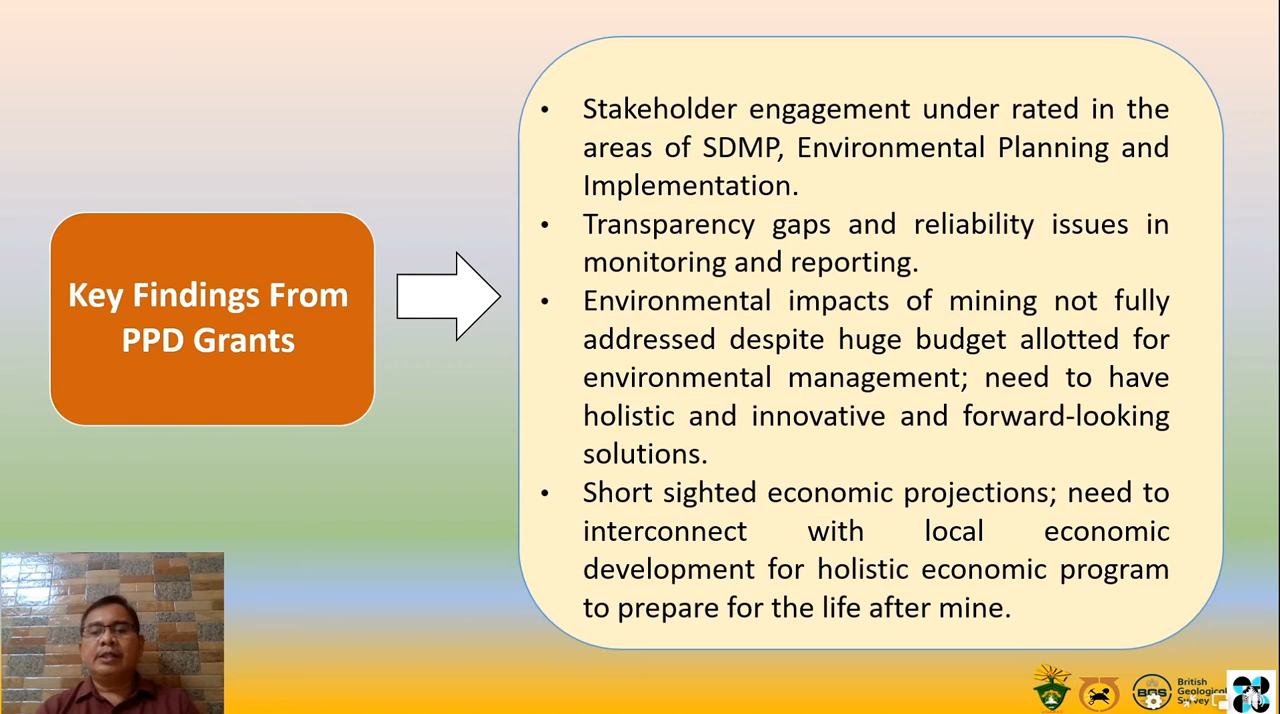 Key Findings From
PPD Grants
• Stakeholder engagement under rated in the
areas of SDMP, Environmental Planning and
Implementation.
• Transparency gaps and reliability issues in
monitoring and reporting.
• Environmental impacts of mining not fully
addressed despite huge budget allotted for
environmental management; need to have
holistic and innovative and forward-looking
solutions.
• Short sighted economic projections; need to
interconnect with local economic
development for holistic economic program
to prepare for the life after mine.
BGS
British
Geological
Survey